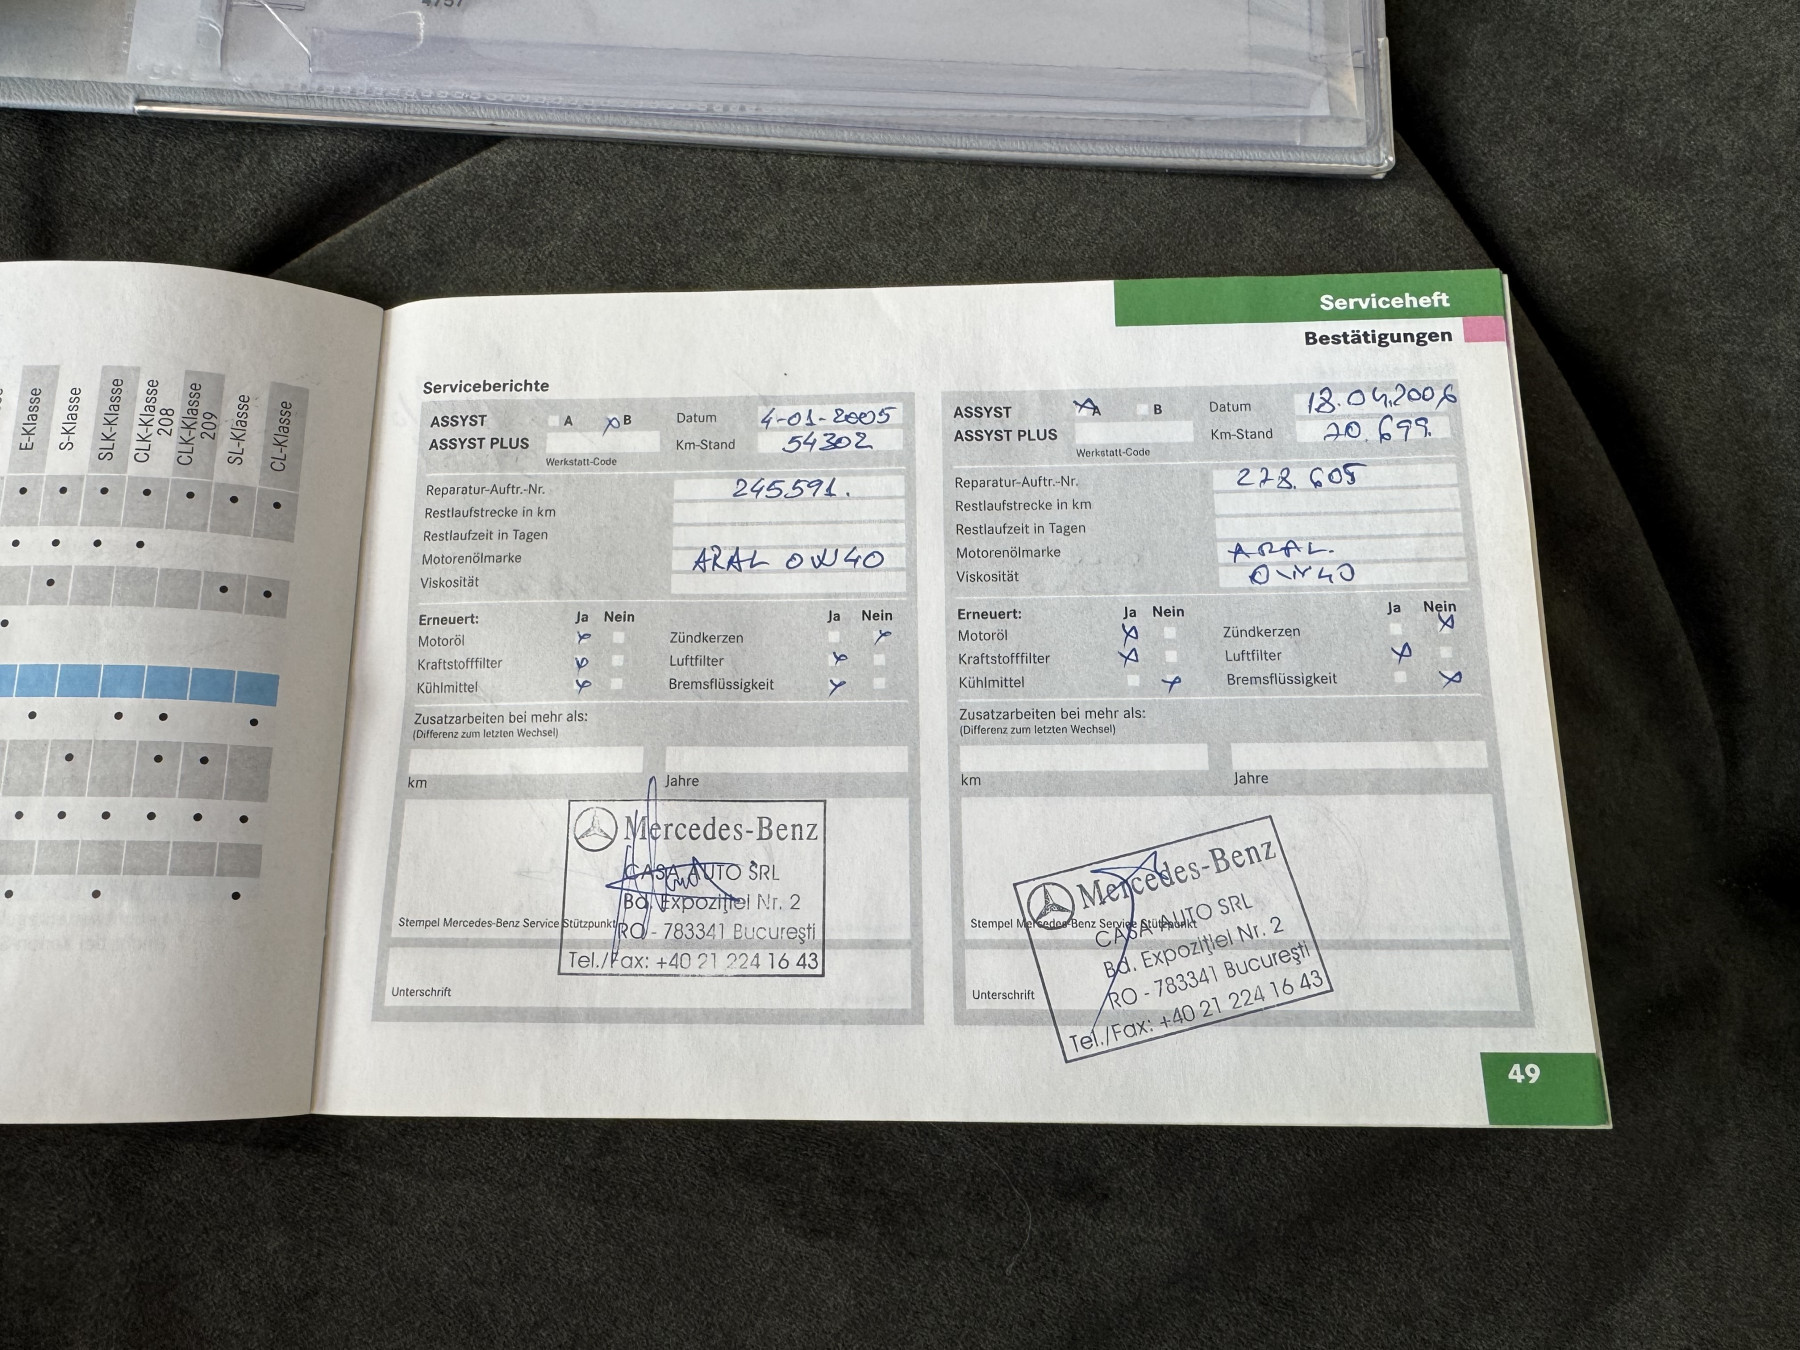 4757
Serviceheft
Bestätigungen
E-Klasse
S-Klasse
SLK-Klasse
CLK-Klasse
208
CLK-Klasse
209
SL-Klasse
CL-Klasse
Serviceberichte
ASSYST A B Datum 4-01-2005
ASSYST PLUS Km-Stand 54302
Werkstatt-Code
Reparatur-Auftr.-Nr. 245591.
Restlaufstrecke in km
Restlaufzeit in Tagen
Motorenölmarke ARAL 0W40
Viskosität
Erneuert: Ja Nein Ja Nein
Motoröl Zündkerzen
Kraftstofffilter Luftfilter
Kühlmittel Bremsflüssigkeit
Zusatzarbeiten bei mehr als:
(Differenz zum letzten Wechsel)
km Jahre
Mercedes-Benz
CASA AUTO SRL
Bd. Expoziţiei Nr. 2
Stempel Mercedes-Benz Service Stützpunkt
RO - 783341 Bucureşti
Tel./Fax: +40 21 224 16 43
Unterschrift
ASSYST A B Datum 18.04.2006
ASSYST PLUS Km-Stand 70.699.
Werkstatt-Code
Reparatur-Auftr.-Nr. 278.605
Restlaufstrecke in km
Restlaufzeit in Tagen
Motorenölmarke ARAL.
Viskosität 0W40
Erneuert: Ja Nein Ja Nein
Motoröl Zündkerzen
Kraftstofffilter Luftfilter
Kühlmittel Bremsflüssigkeit
Zusatzarbeiten bei mehr als:
(Differenz zum letzten Wechsel)
km Jahre
Mercedes-Benz
Stempel Mercedes-Benz Service Stützpunkt
CASA AUTO SRL
Bd. Expoziţiei Nr. 2
RO - 783341 Bucureşti
Tel./Fax: +40 21 224 16 43
Unterschrift
49